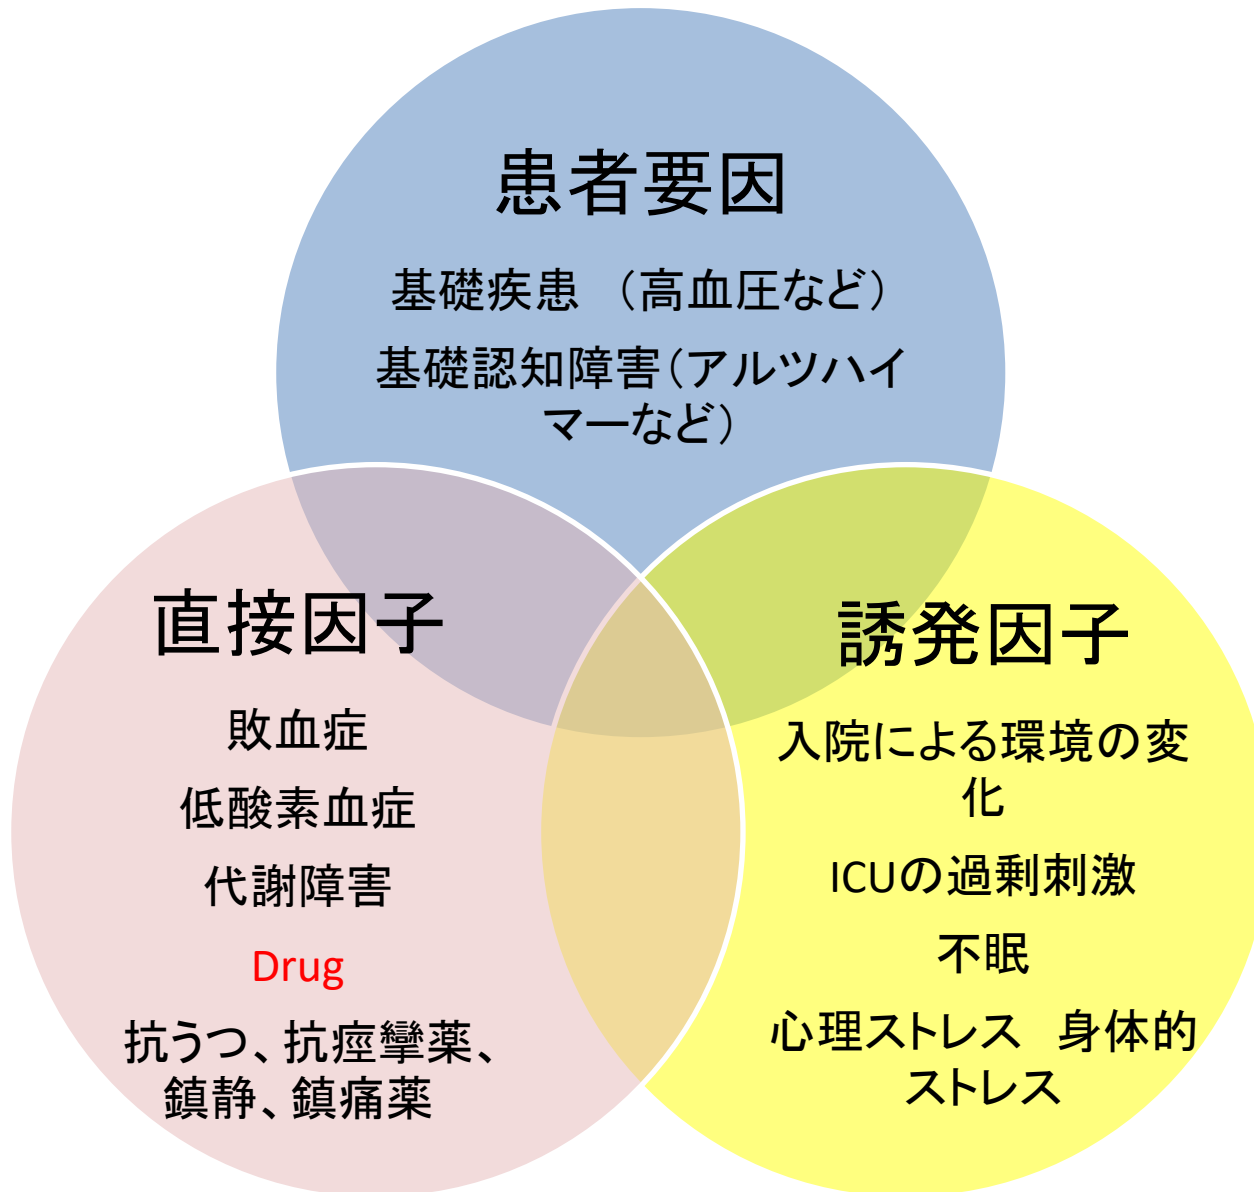 患者要因
基礎疾患　（高血圧など）
基礎認知障害（アルツハイ
マーなど）
直接因子
敗血症
低酸素血症
代謝障害
Drug
抗うつ、抗痙攣薬、
鎮静、鎮痛薬
誘発因子
入院による環境の変
化
ICUの過剰刺激
不眠
心理ストレス　身体的
ストレス